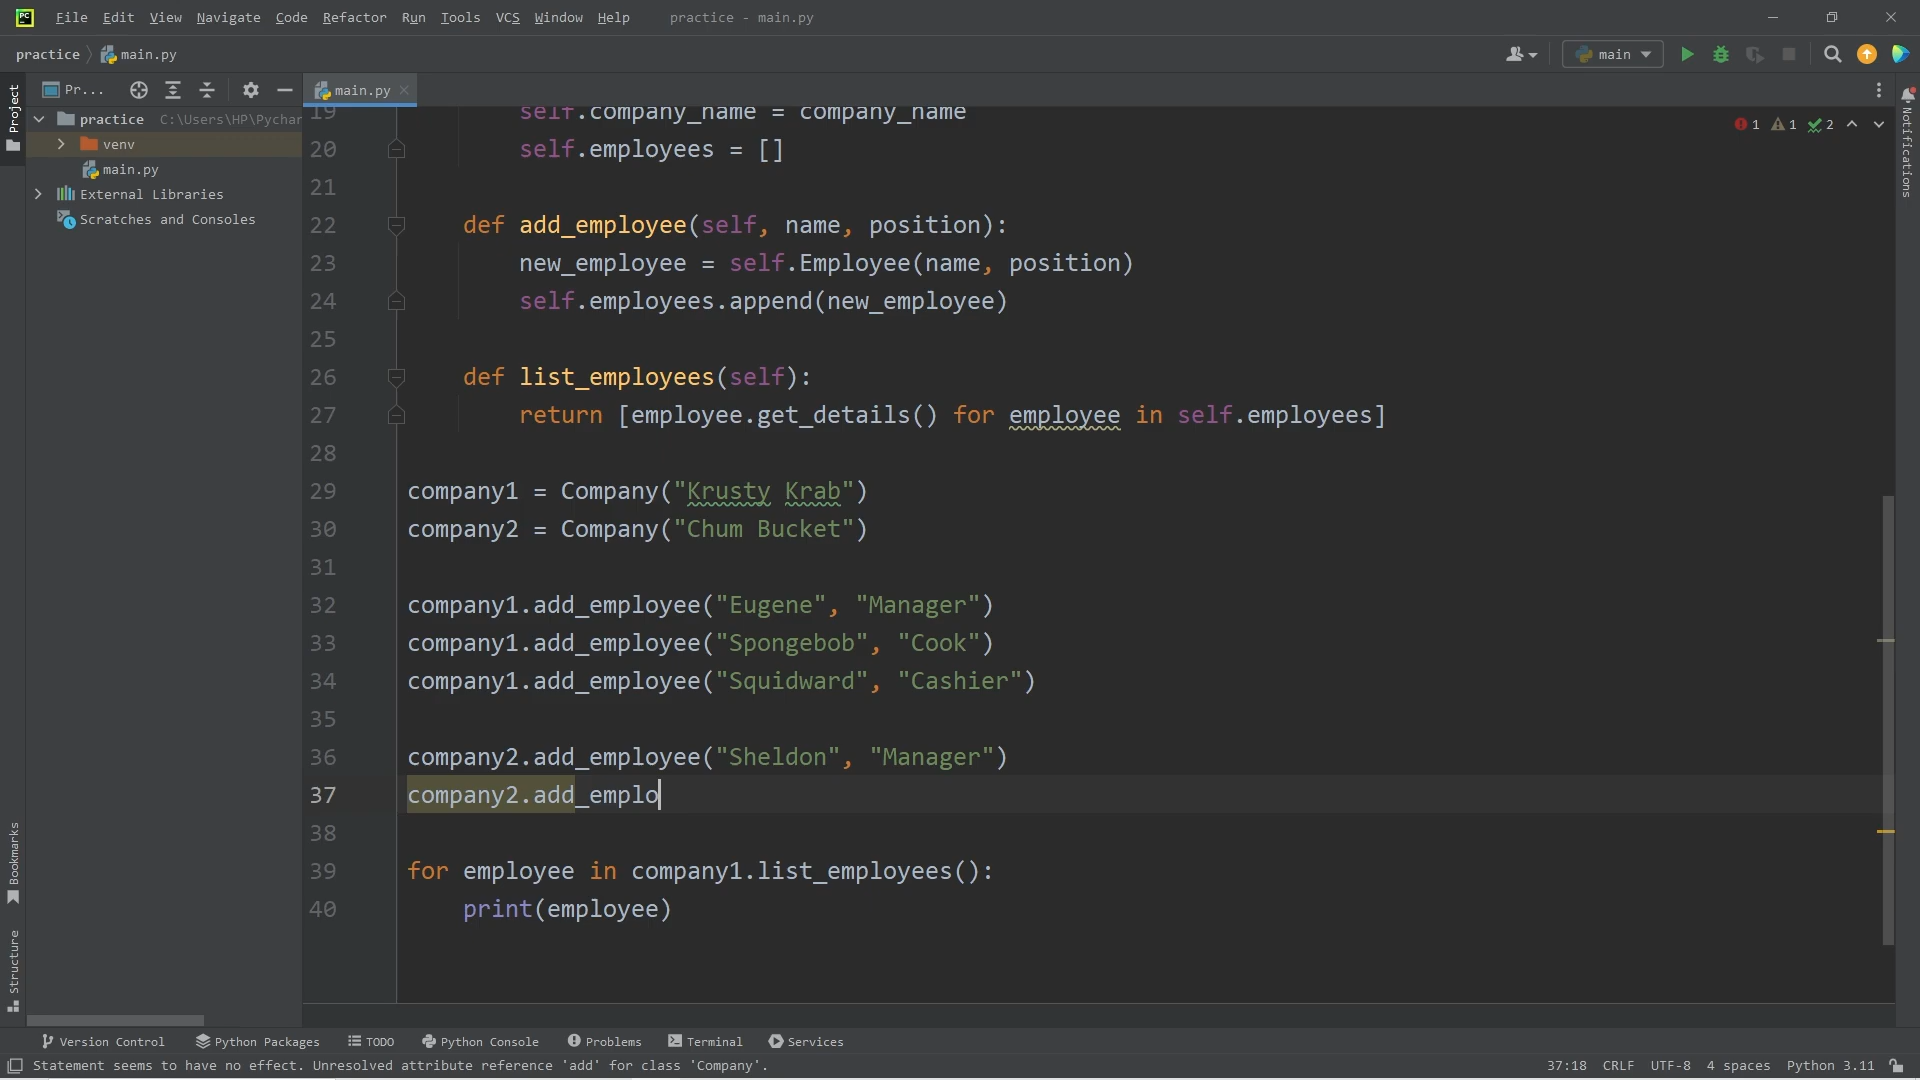 PC File Edit View Navigate Code Refactor Run Tools VCS Window Help practice - main.py
practice main.py main
Project Pr... main.py Notifications
practice C:\Users\HP\Pychar
venv
main.py
External Libraries
Scratches and Consoles
1 1 2
19 self.company_name = company_name
20 self.employees = []
21
22 def add_employee(self, name, position):
23 new_employee = self.Employee(name, position)
24 self.employees.append(new_employee)
25
26 def list_employees(self):
27 return [employee.get_details() for employee in self.employees]
28
29 company1 = Company("Krusty Krab")
30 company2 = Company("Chum Bucket")
31
32 company1.add_employee("Eugene", "Manager")
33 company1.add_employee("Spongebob", "Cook")
34 company1.add_employee("Squidward", "Cashier")
35
36 company2.add_employee("Sheldon", "Manager")
37 company2.add_emplo
38
39 for employee in company1.list_employees():
40 print(employee)
Bookmarks
Structure
Version Control Python Packages TODO Python Console Problems Terminal Services
Statement seems to have no effect. Unresolved attribute reference 'add' for class 'Company'. 37:18 CRLF UTF-8 4 spaces Python 3.11